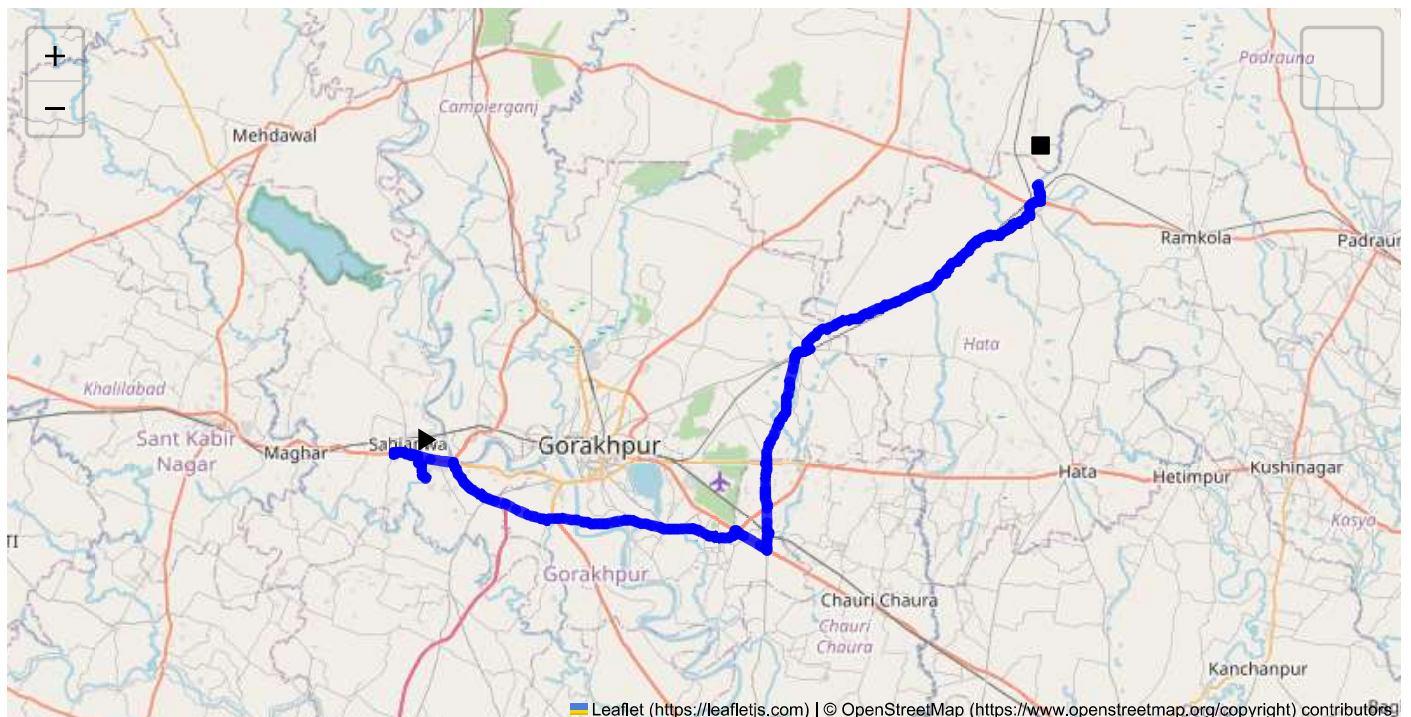 +
−
Padrauna
Campierganj
Mehdawal
Ramkola
Hata
Khalilabad
Sant Kabir
Nagar
Maghar
Sahjanwa
Gorakhpur
Hata
Hetimpur
Kushinagar
Kasya
Gorakhpur
Chauri Chaura
Chauri
Chaura
Kanchanpur
Leaflet (https://leafletjs.com) | © OpenStreetMap (https://www.openstreetmap.org/copyright) contributors